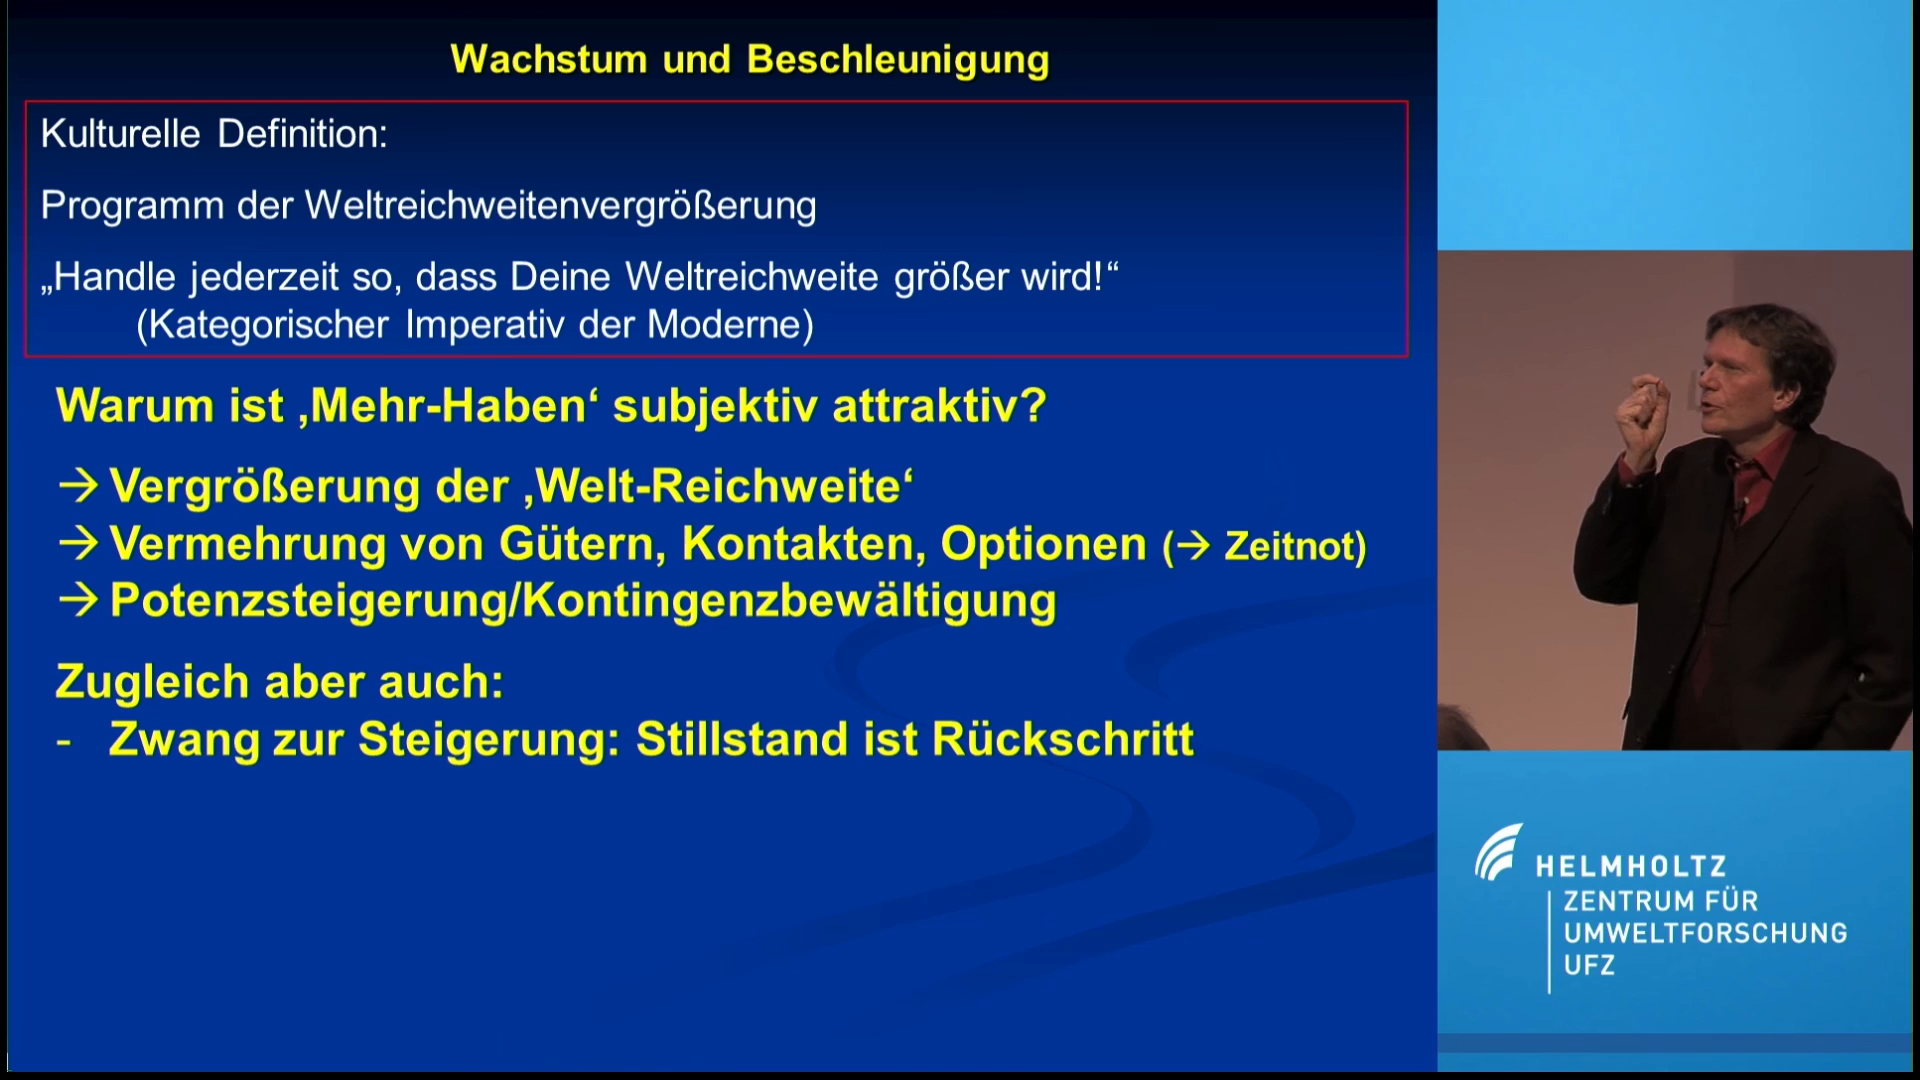 Wachstum und Beschleunigung
Kulturelle Definition:
Programm der Weltreichweitenvergrößerung
„Handle jederzeit so, dass Deine Weltreichweite größer wird!“
(Kategorischer Imperativ der Moderne)
Warum ist ‚Mehr-Haben‘ subjektiv attraktiv?
→ Vergrößerung der ‚Welt-Reichweite‘
→ Vermehrung von Gütern, Kontakten, Optionen (→ Zeitnot)
→ Potenzsteigerung/Kontingenzbewältigung
Zugleich aber auch:
- Zwang zur Steigerung: Stillstand ist Rückschritt
HELMHOLTZ
ZENTRUM FÜR
UMWELTFORSCHUNG
UFZ